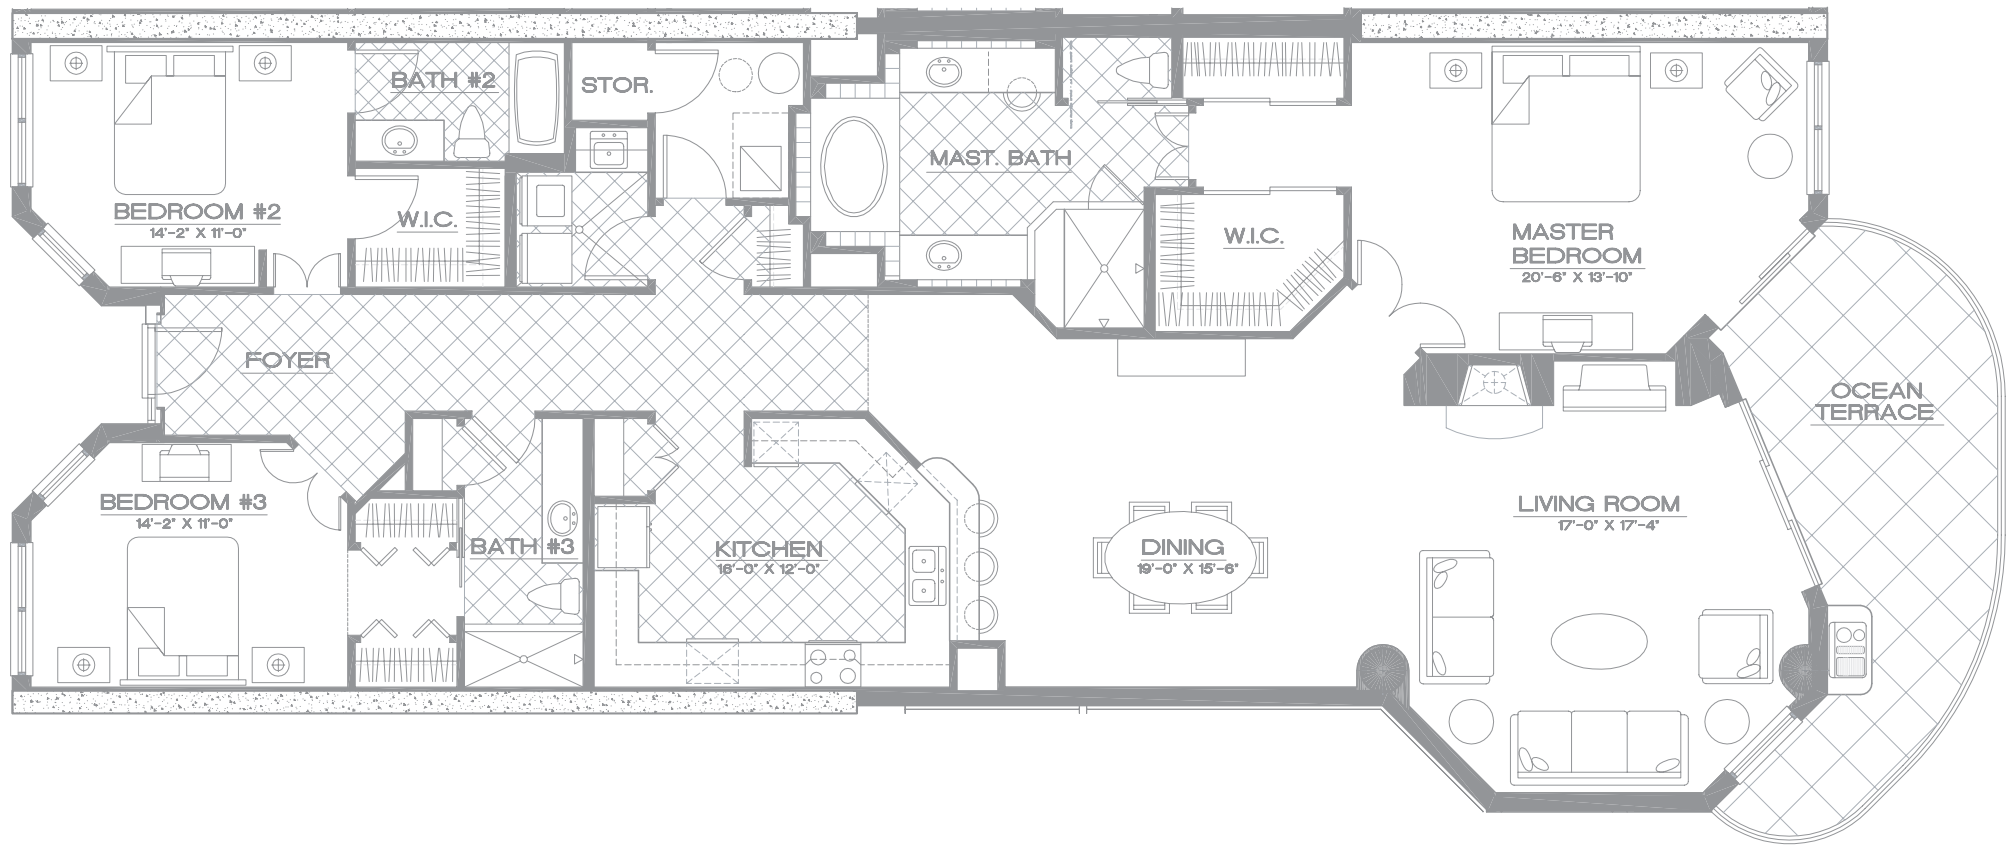 BATH #2
STOR.
BEDROOM #2
14'-2" X 11'-0"
W.I.C.
MAST. BATH
W.I.C.
MASTER
BEDROOM
20'-6" X 13'-10"
FOYER
OCEAN
TERRACE
BEDROOM #3
14'-2" X 11'-0"
BATH #3
KITCHEN
16'-0" X 12'-0"
DINING
19'-0" X 15'-6"
LIVING ROOM
17'-0" X 17'-4"